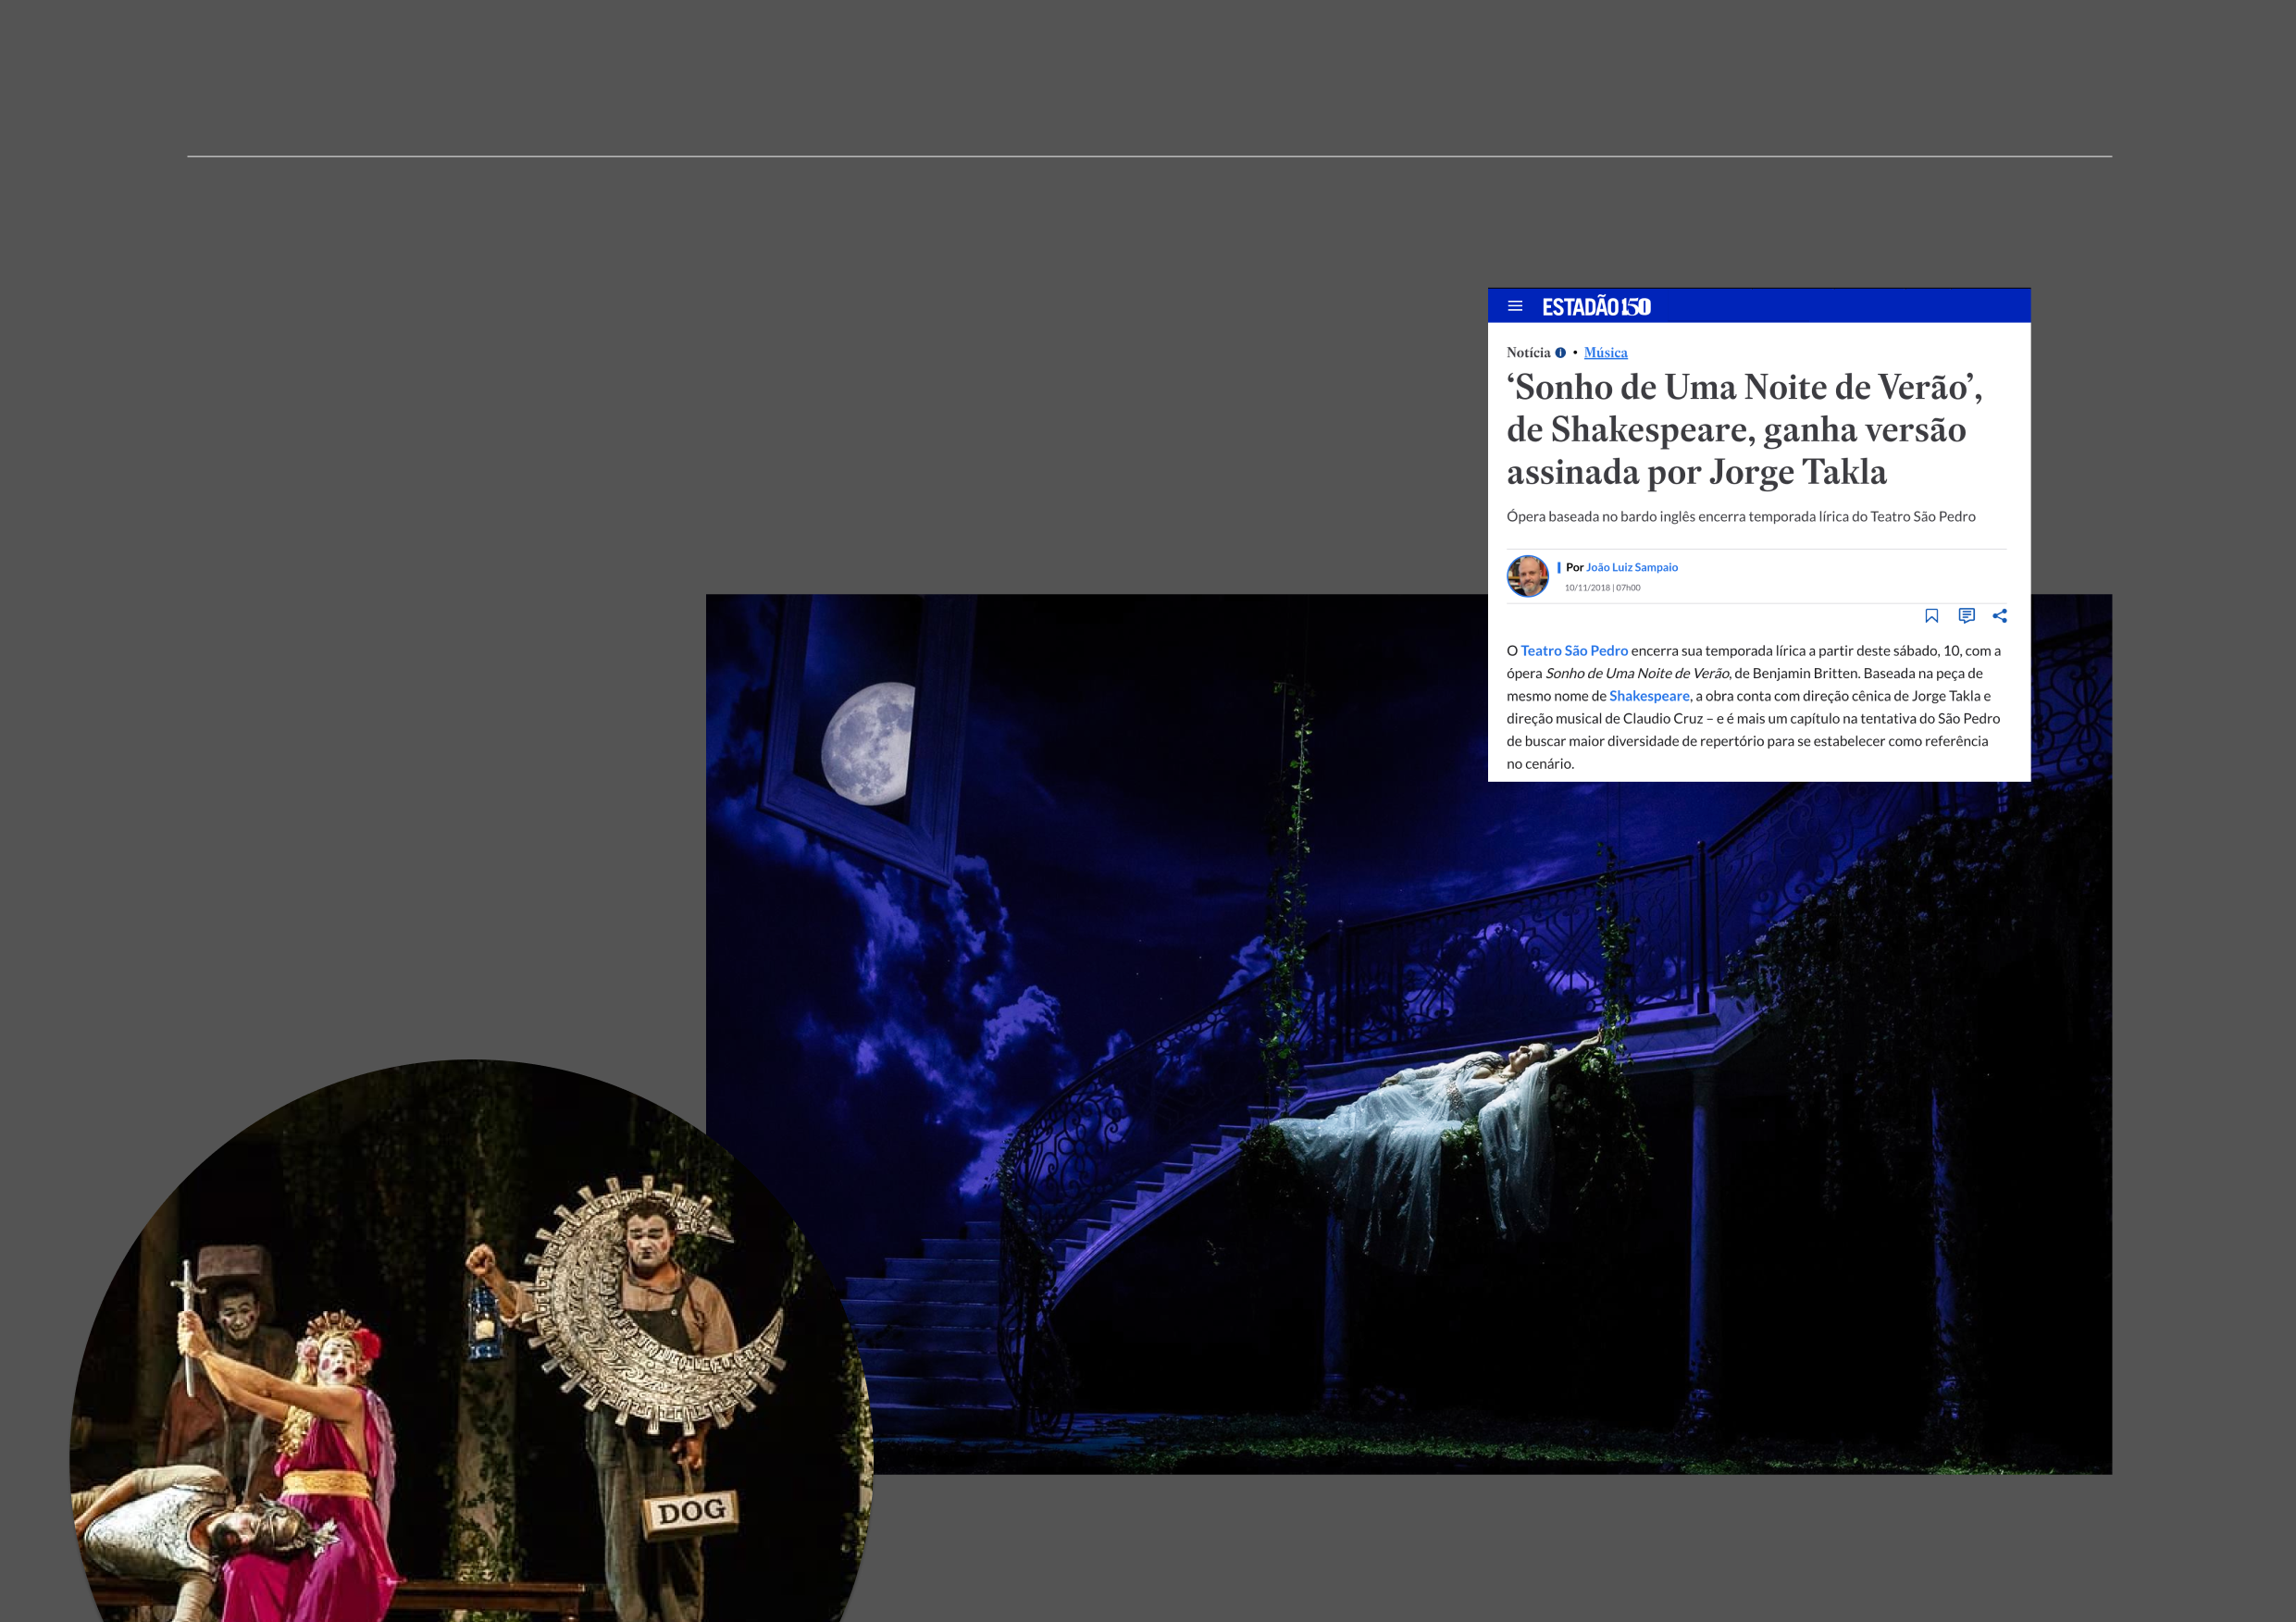 ESTADÃO 150
Notícia • Música
‘Sonho de Uma Noite de Verão’,
de Shakespeare, ganha versão
assinada por Jorge Takla
Ópera baseada no bardo inglês encerra temporada lírica do Teatro São Pedro
Por João Luiz Sampaio
10/11/2018 | 07h00
O Teatro São Pedro encerra sua temporada lírica a partir deste sábado, 10, com a
ópera Sonho de Uma Noite de Verão, de Benjamin Britten. Baseada na peça de
mesmo nome de Shakespeare, a obra conta com direção cênica de Jorge Takla e
direção musical de Claudio Cruz – e é mais um capítulo na tentativa do São Pedro
de buscar maior diversidade de repertório para se estabelecer como referência
no cenário.
DOG